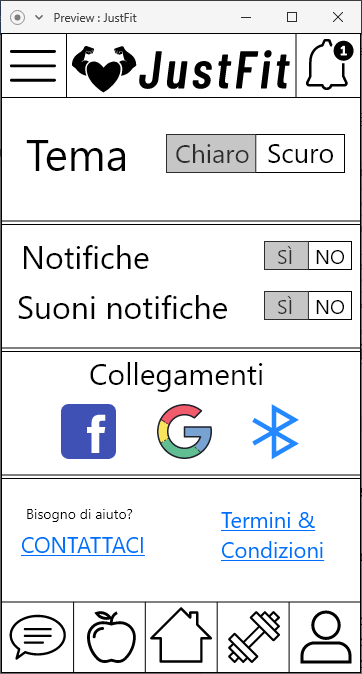 Preview : JustFit
JustFit
1
Tema
Chiaro Scuro
Notifiche
SÌ NO
Suoni notifiche
SÌ NO
Collegamenti
Bisogno di aiuto?
CONTATTACI
Termini &
Condizioni